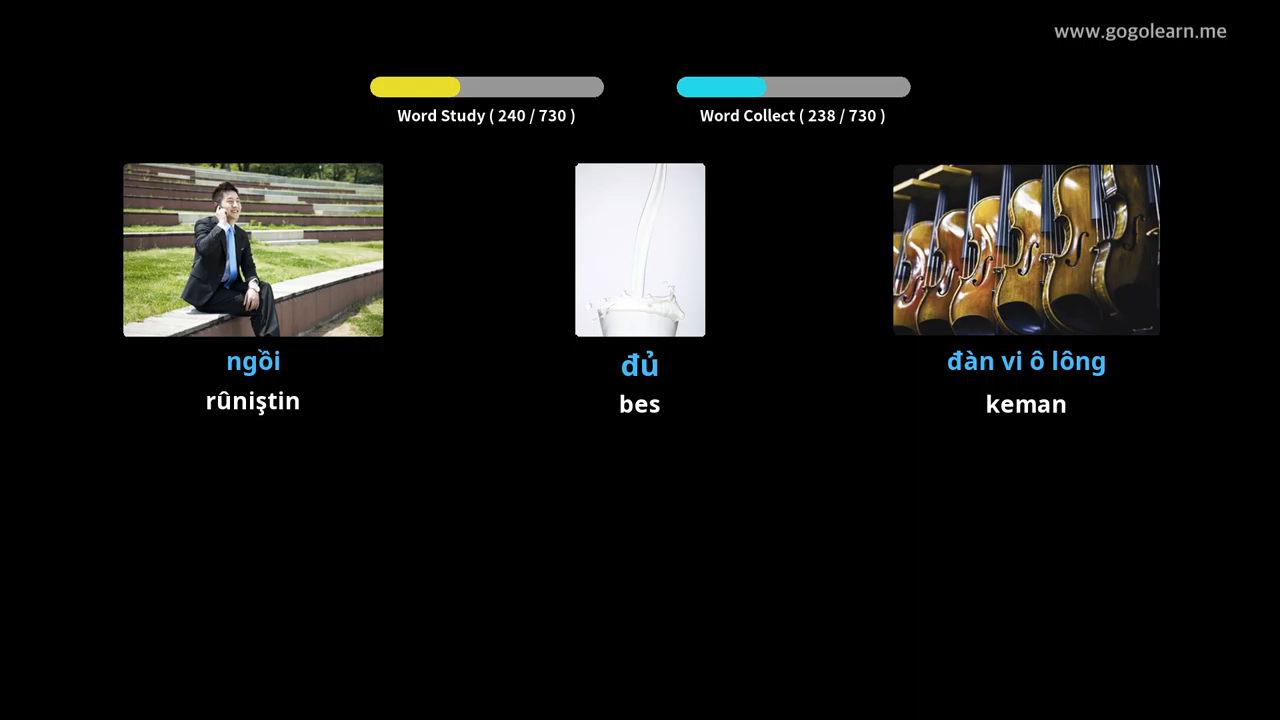 www.gogolearn.me
Word Study ( 240 / 730 )
Word Collect ( 238 / 730 )
ngồi
rûniştin
đủ
bes
đàn vi ô lông
keman